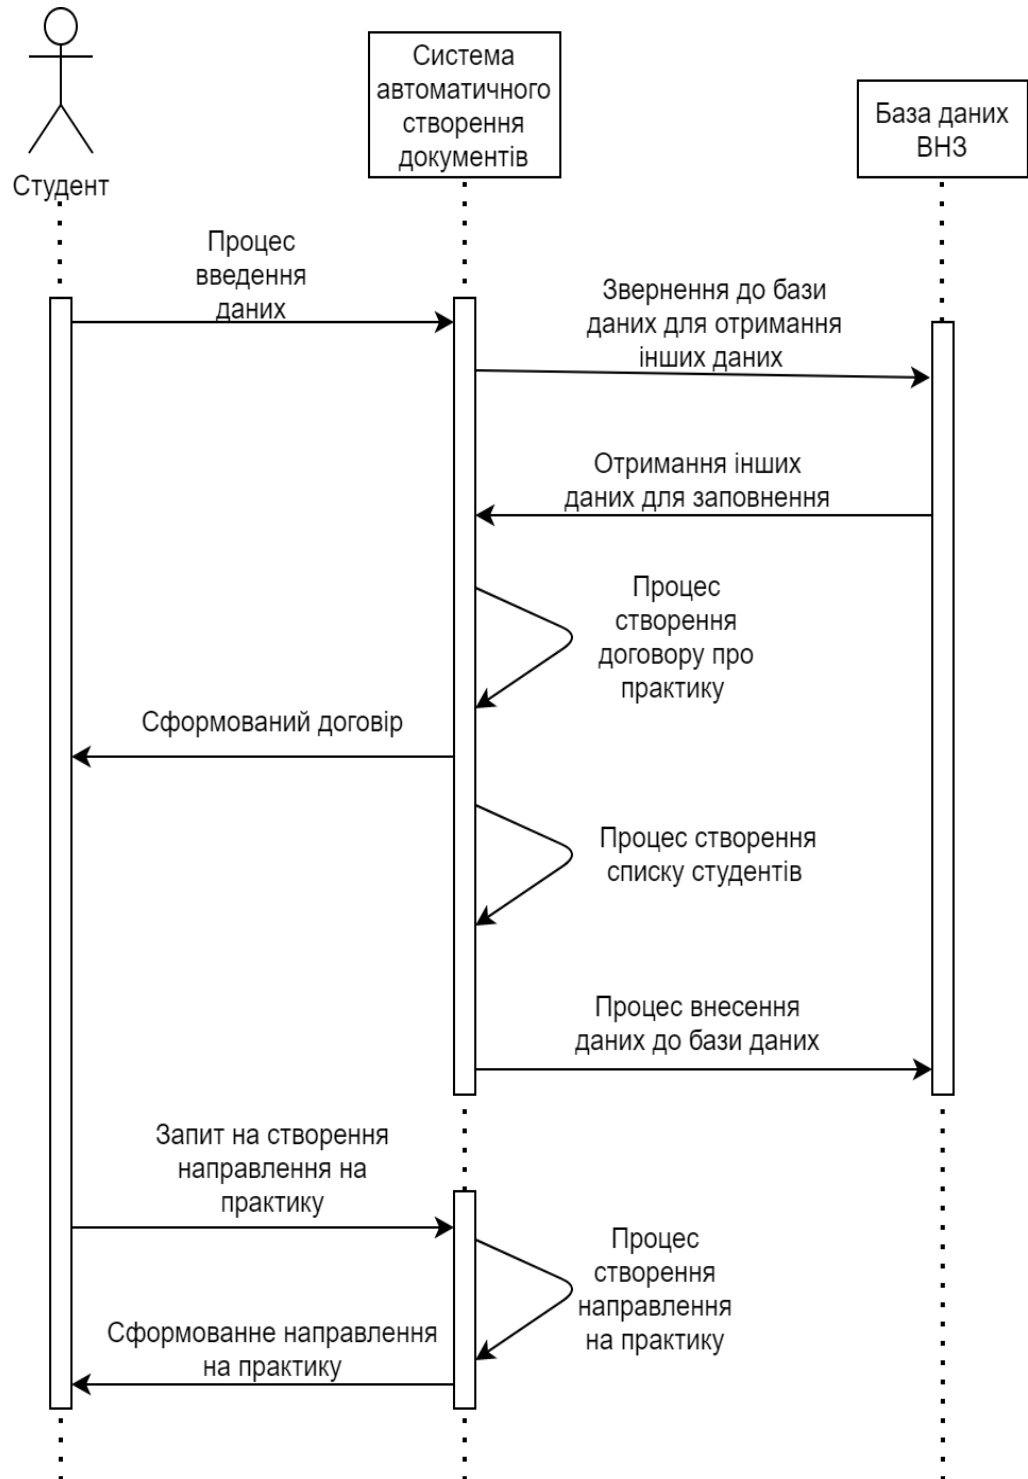 Студент
Система
автоматичного
створення
документів
База даних
ВНЗ
Процес
введення
даних
Звернення до бази
даних для отримання
інших даних
Отримання інших
даних для заповнення
Процес
створення
договору про
практику
Сформований договір
Процес створення
списку студентів
Процес внесення
даних до бази даних
Запит на створення
направлення на
практику
Процес
створення
направлення
на практику
Сформованне направлення
на практику